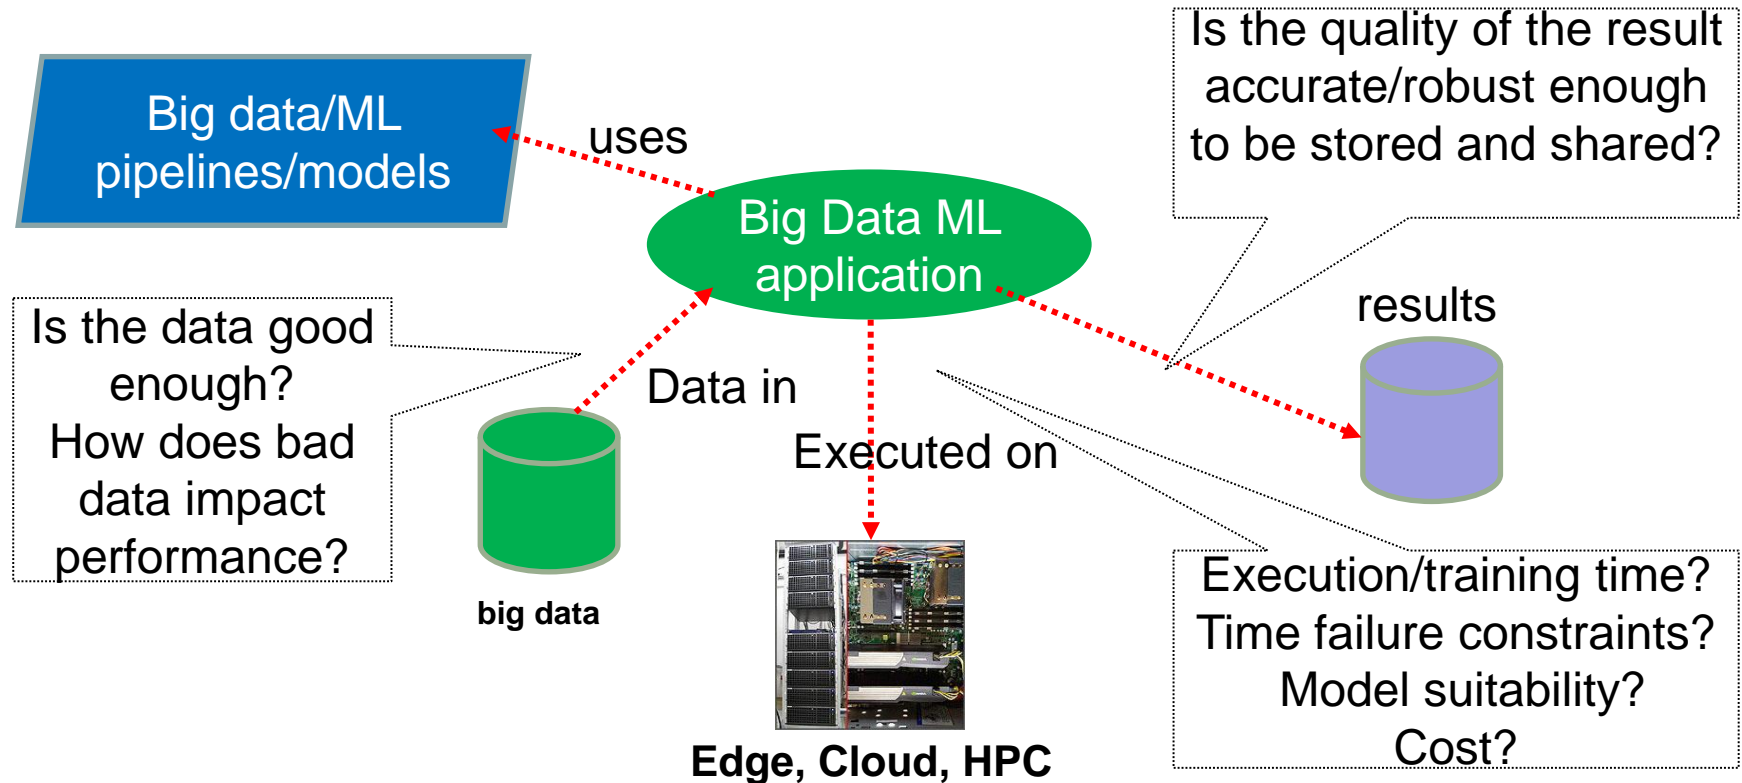 Big data/ML
pipelines/models
uses
Is the quality of the result
accurate/robust enough
to be stored and shared?
Big Data ML
application
Is the data good
enough?
How does bad
data impact
performance?
Data in
results
Executed on
big data
Execution/training time?
Time failure constraints?
Model suitability?
Cost?
Edge, Cloud, HPC